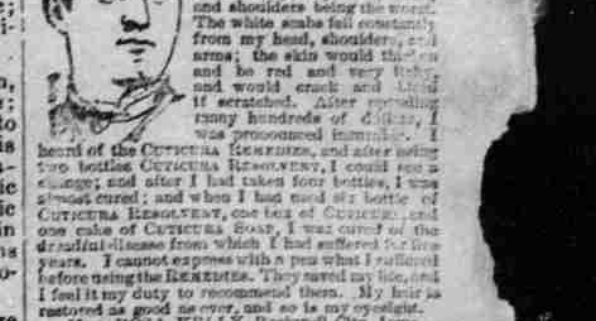 and shoulders being the worst.
The white scabs fell constantly
from my head, shoulders, and
arms; the skin would thicken
and be red and very itchy,
and would crack and bleed
if scratched. After spending
many hundreds of dollars, I
was pronounced incurable. I
heard of the CUTICURA REMEDIES, and after using
two bottles CUTICURA RESOLVENT, I could see a
change; and after I had taken four bottles, I was
almost cured; and when I had used six bottle of
CUTICURA RESOLVENT, one box of CUTICURA, and
one cake of CUTICURA SOAP, I was cured of the
dreadful disease from which I had suffered for five
years. I cannot express with a pen what I suffered
before using the REMEDIES. They saved my life, and
I feel it my duty to recommend them. My hair is
restored as good as ever, and so is my eyesight.